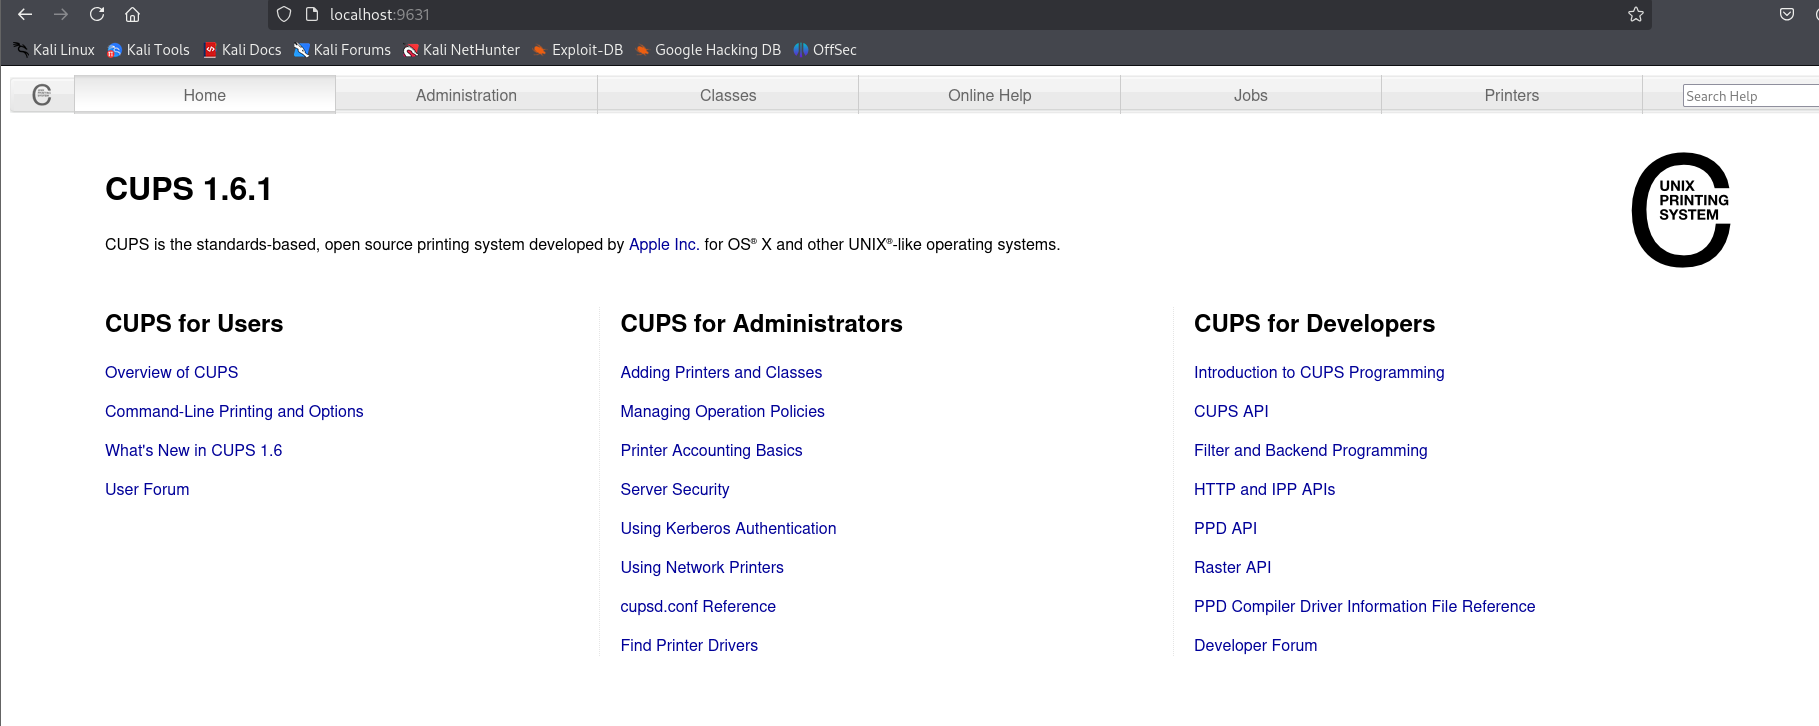 localhost:9631
Kali Linux Kali Tools Kali Docs Kali Forums Kali NetHunter Exploit-DB Google Hacking DB OffSec
Home Administration Classes Online Help Jobs Printers Search Help
CUPS 1.6.1
CUPS is the standards-based, open source printing system developed by Apple Inc. for OS® X and other UNIX®-like operating systems.
UNIX
PRINTING
SYSTEM
CUPS for Users
Overview of CUPS
Command-Line Printing and Options
What's New in CUPS 1.6
User Forum
CUPS for Administrators
Adding Printers and Classes
Managing Operation Policies
Printer Accounting Basics
Server Security
Using Kerberos Authentication
Using Network Printers
cupsd.conf Reference
Find Printer Drivers
CUPS for Developers
Introduction to CUPS Programming
CUPS API
Filter and Backend Programming
HTTP and IPP APIs
PPD API
Raster API
PPD Compiler Driver Information File Reference
Developer Forum